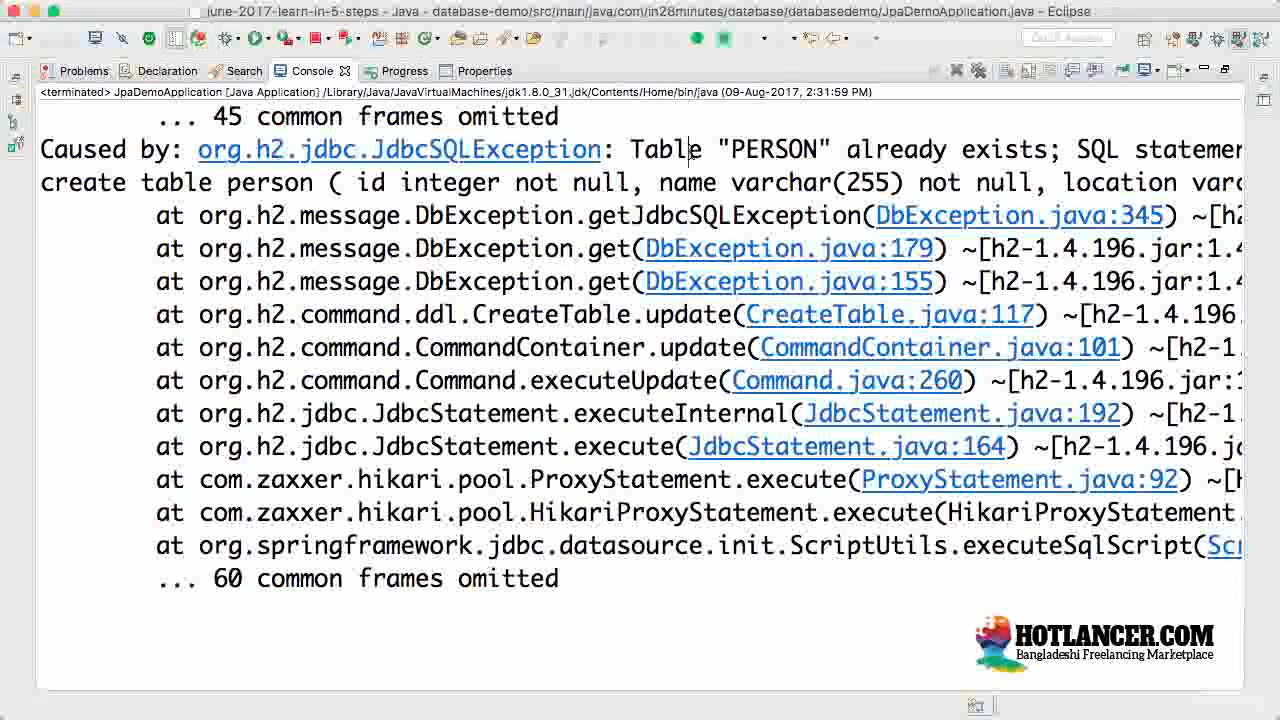 june-2017-learn-in-5-steps - Java - database-demo/src/main/java/com/in28minutes/database/databasedemo/JpaDemoApplication.java - Eclipse
Quick Access
Problems Declaration Search Console Progress Properties
<terminated> JpaDemoApplication [Java Application] /Library/Java/JavaVirtualMachines/jdk1.8.0_31.jdk/Contents/Home/bin/java (09-Aug-2017, 2:31:59 PM)
... 45 common frames omitted
Caused by: org.h2.jdbc.JdbcSQLException: Table "PERSON" already exists; SQL statemen
create table person ( id integer not null, name varchar(255) not null, location varc
at org.h2.message.DbException.getJdbcSQLException(DbException.java:345) ~[h2
at org.h2.message.DbException.get(DbException.java:179) ~[h2-1.4.196.jar:1.4
at org.h2.message.DbException.get(DbException.java:155) ~[h2-1.4.196.jar:1.4
at org.h2.command.ddl.CreateTable.update(CreateTable.java:117) ~[h2-1.4.196.
at org.h2.command.CommandContainer.update(CommandContainer.java:101) ~[h2-1.
at org.h2.command.Command.executeUpdate(Command.java:260) ~[h2-1.4.196.jar:1
at org.h2.jdbc.JdbcStatement.executeInternal(JdbcStatement.java:192) ~[h2-1
at org.h2.jdbc.JdbcStatement.execute(JdbcStatement.java:164) ~[h2-1.4.196.ja
at com.zaxxer.hikari.pool.ProxyStatement.execute(ProxyStatement.java:92) ~[H
at com.zaxxer.hikari.pool.HikariProxyStatement.execute(HikariProxyStatement.
at org.springframework.jdbc.datasource.init.ScriptUtils.executeSqlScript(Scr
... 60 common frames omitted
HOTLANCER.COM
Bangladeshi Freelancing Marketplace